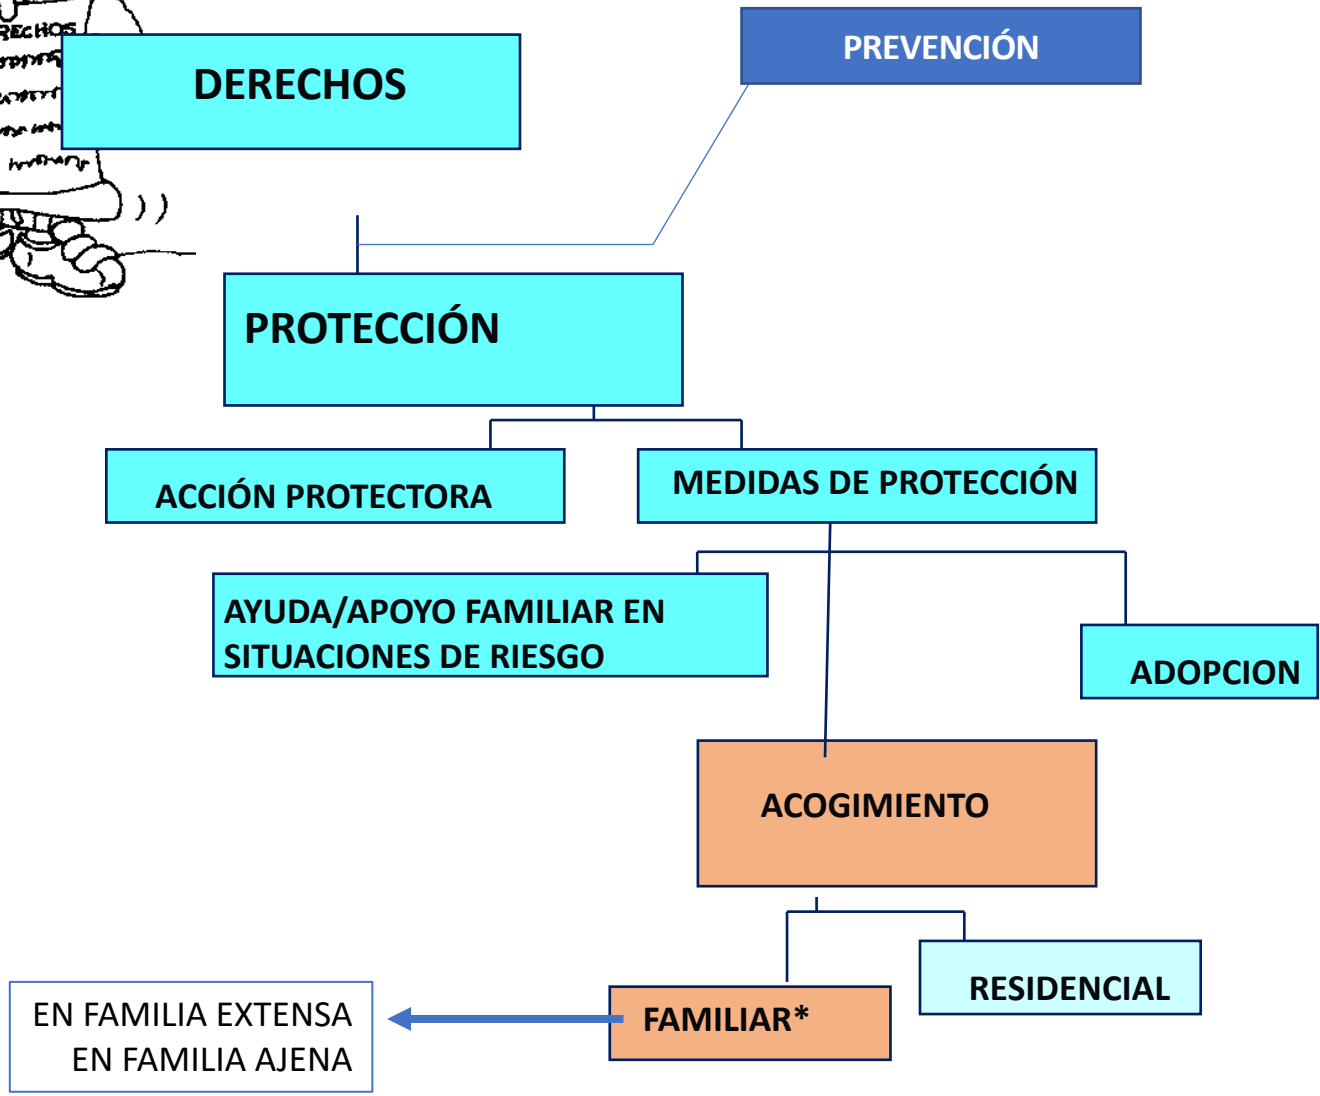 DERECHOS
PREVENCIÓN
PROTECCIÓN
ACCIÓN PROTECTORA
MEDIDAS DE PROTECCIÓN
AYUDA/APOYO FAMILIAR EN
SITUACIONES DE RIESGO
ADOPCION
ACOGIMIENTO
RESIDENCIAL
FAMILIAR*
EN FAMILIA EXTENSA
EN FAMILIA AJENA